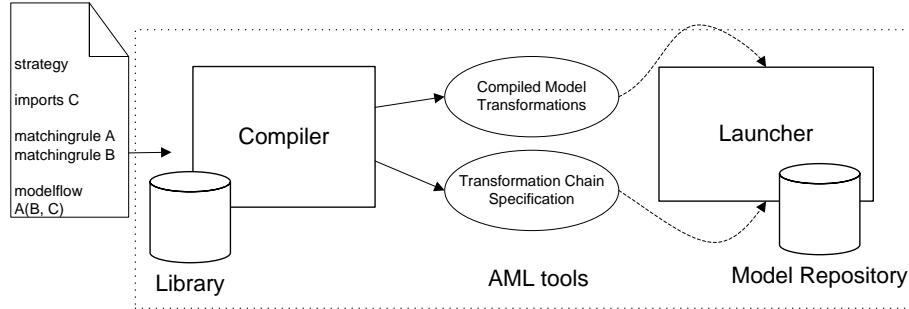 strategy
imports C
matchingrule A
matchingrule B
modelflow
A(B, C)
Compiler
Library
Compiled Model
Transformations
Transformation Chain
Specification
AML tools
Launcher
Model Repository